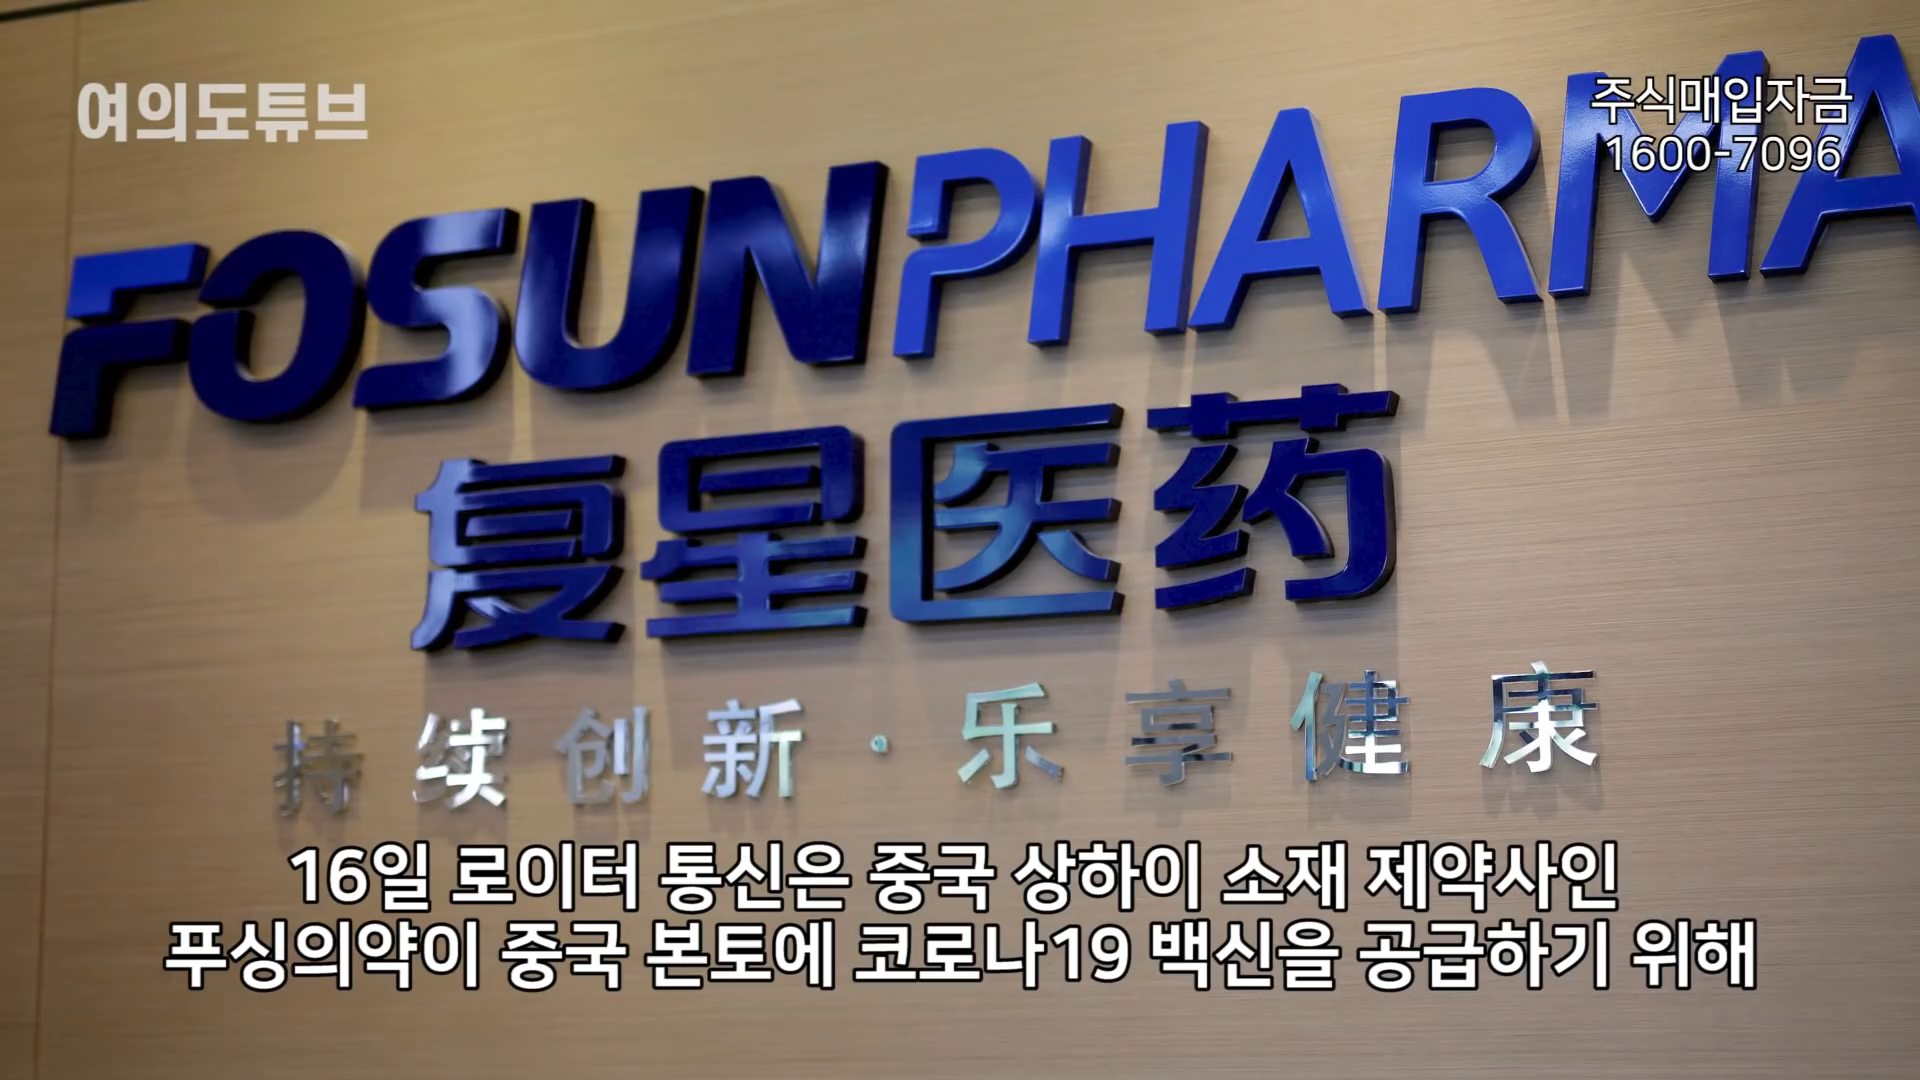 여의도튜브
주식매입자금
1600-7096
FOSUNPHARMA
复星医药
持续创新·乐享健康
16일 로이터 통신은 중국 상하이 소재 제약사인
푸싱의약이 중국 본토에 코로나19 백신을 공급하기 위해